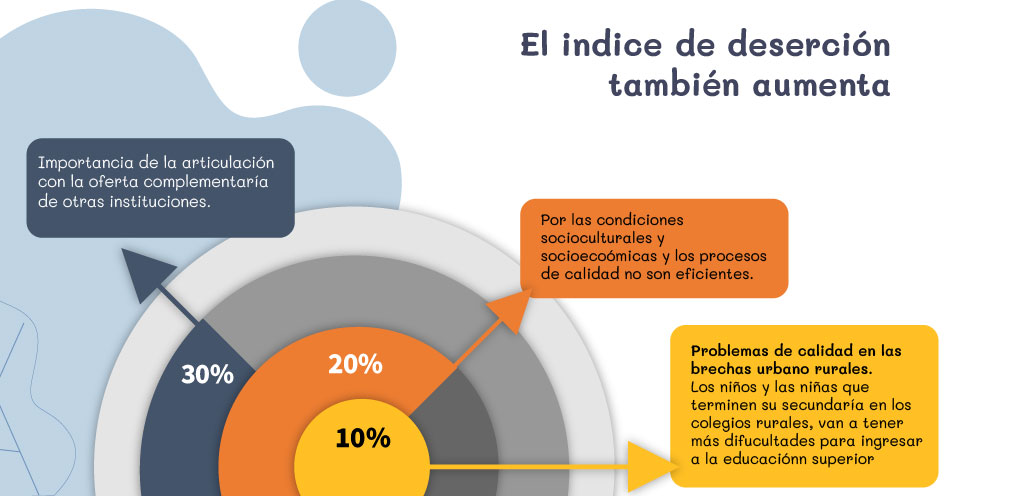 El indice de deserción
también aumenta
Importancia de la articulación
con la oferta complementaría
de otras instituciones.
Por las condiciones
socioculturales y
socioecoómicas y los procesos
de calidad no son eficientes.
Problemas de calidad en las
brechas urbano rurales.
Los niños y las niñas que
terminen su secundaría en los
colegios rurales, van a tener
más difucultades para ingresar
a la educaciónn superior
30%
20%
10%